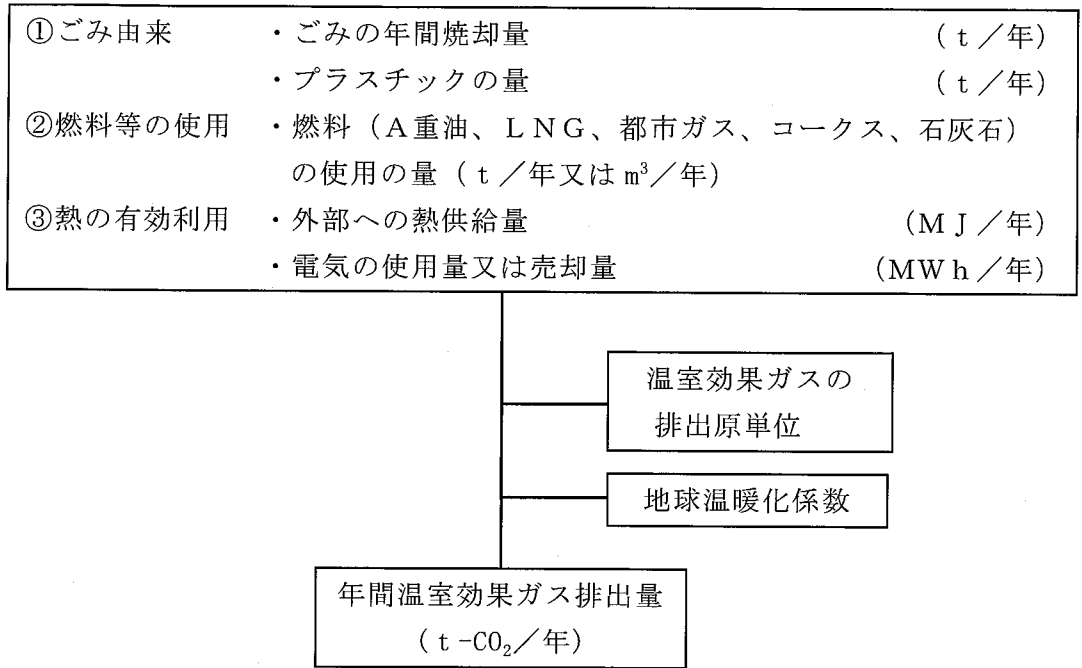 ①ごみ由来 ・ごみの年間焼却量 (t/年)
・プラスチックの量 (t/年)
②燃料等の使用 ・燃料(A重油、LNG、都市ガス、コークス、石灰石)
の使用の量(t/年又はm³/年)
③熱の有効利用 ・外部への熱供給量 (MJ/年)
・電気の使用量又は売却量 (MWh/年)
温室効果ガスの
排出原単位
地球温暖化係数
年間温室効果ガス排出量
(t-CO₂/年)